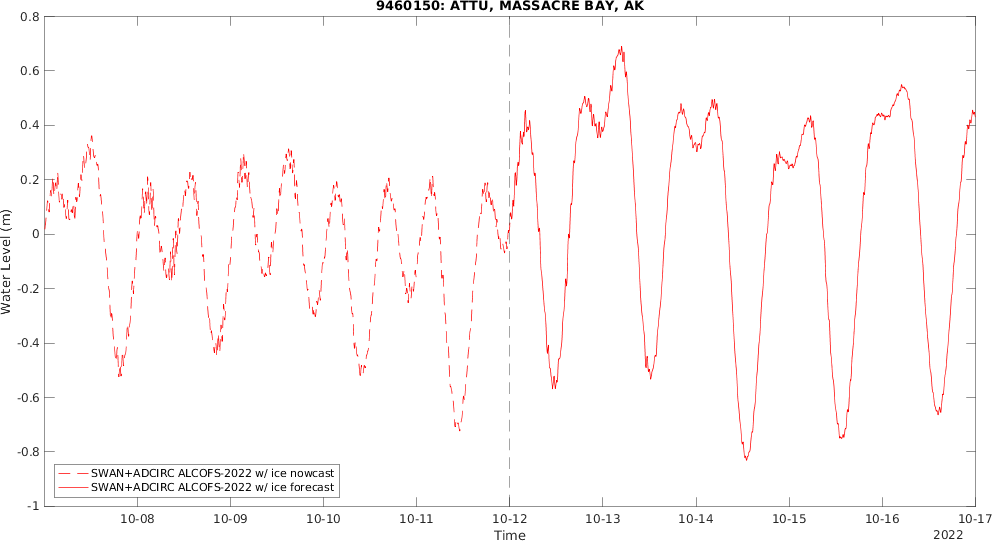 9460150: ATTU, MASSACRE BAY, AK
0.8
0.6
0.4
0.2
0
-0.2
-0.4
-0.6
-0.8
-1
Water Level (m)
SWAN+ADCIRC ALCOFS-2022 w/ ice nowcast
SWAN+ADCIRC ALCOFS-2022 w/ ice forecast
10-08 10-09 10-10 10-11 10-12 10-13 10-14 10-15 10-16 10-17
Time
2022